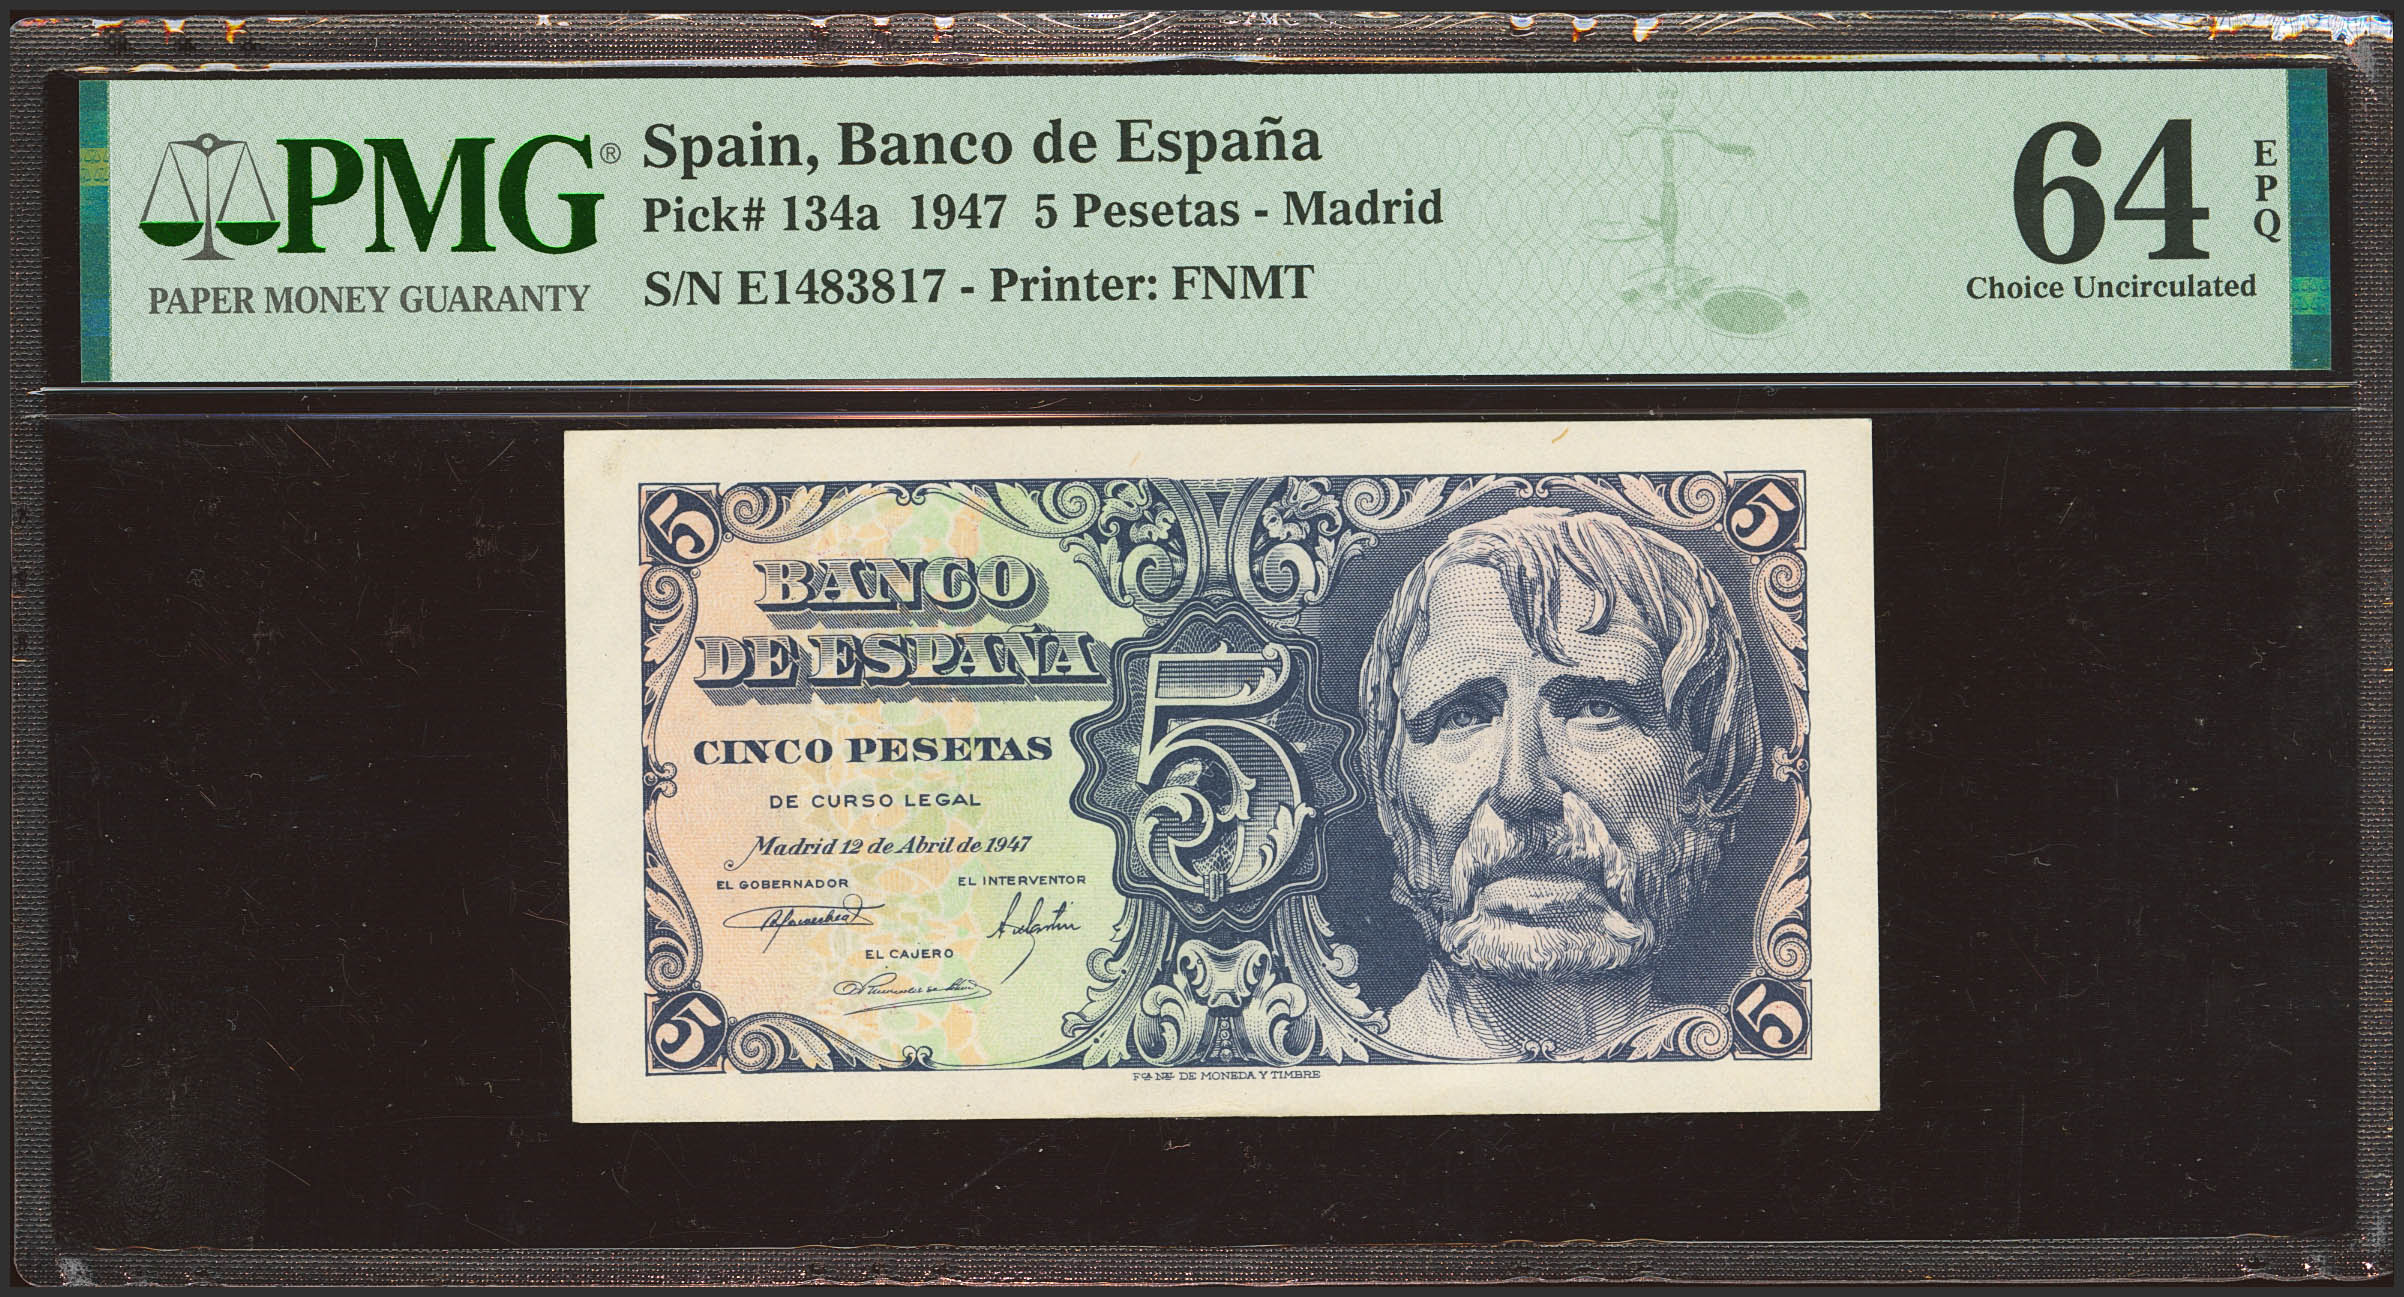 PMG®
PAPER MONEY GUARANTY
Spain, Banco de España
Pick# 134a 1947 5 Pesetas - Madrid
S/N E1483817 - Printer: FNMT
64
EPQ
Choice Uncirculated
5
5
BANCO
DE ESPAÑA
5
CINCO PESETAS
DE CURSO LEGAL
Madrid 12 de Abril de 1947
EL GOBERNADOR
EL INTERVENTOR
EL CAJERO
5
5
Fca Nal DE MONEDA Y TIMBRE